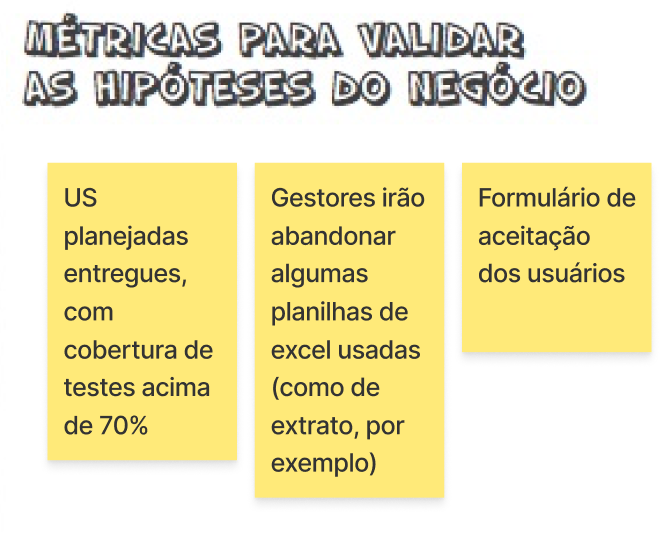 MÉTRICAS PARA VALIDAR
AS HIPÓTESES DO NEGÓCIO
US
planejadas
entregues,
com
cobertura de
testes acima
de 70%
Gestores irão
abandonar
algumas
planilhas de
excel usadas
(como de
extrato, por
exemplo)
Formulário de
aceitação
dos usuários